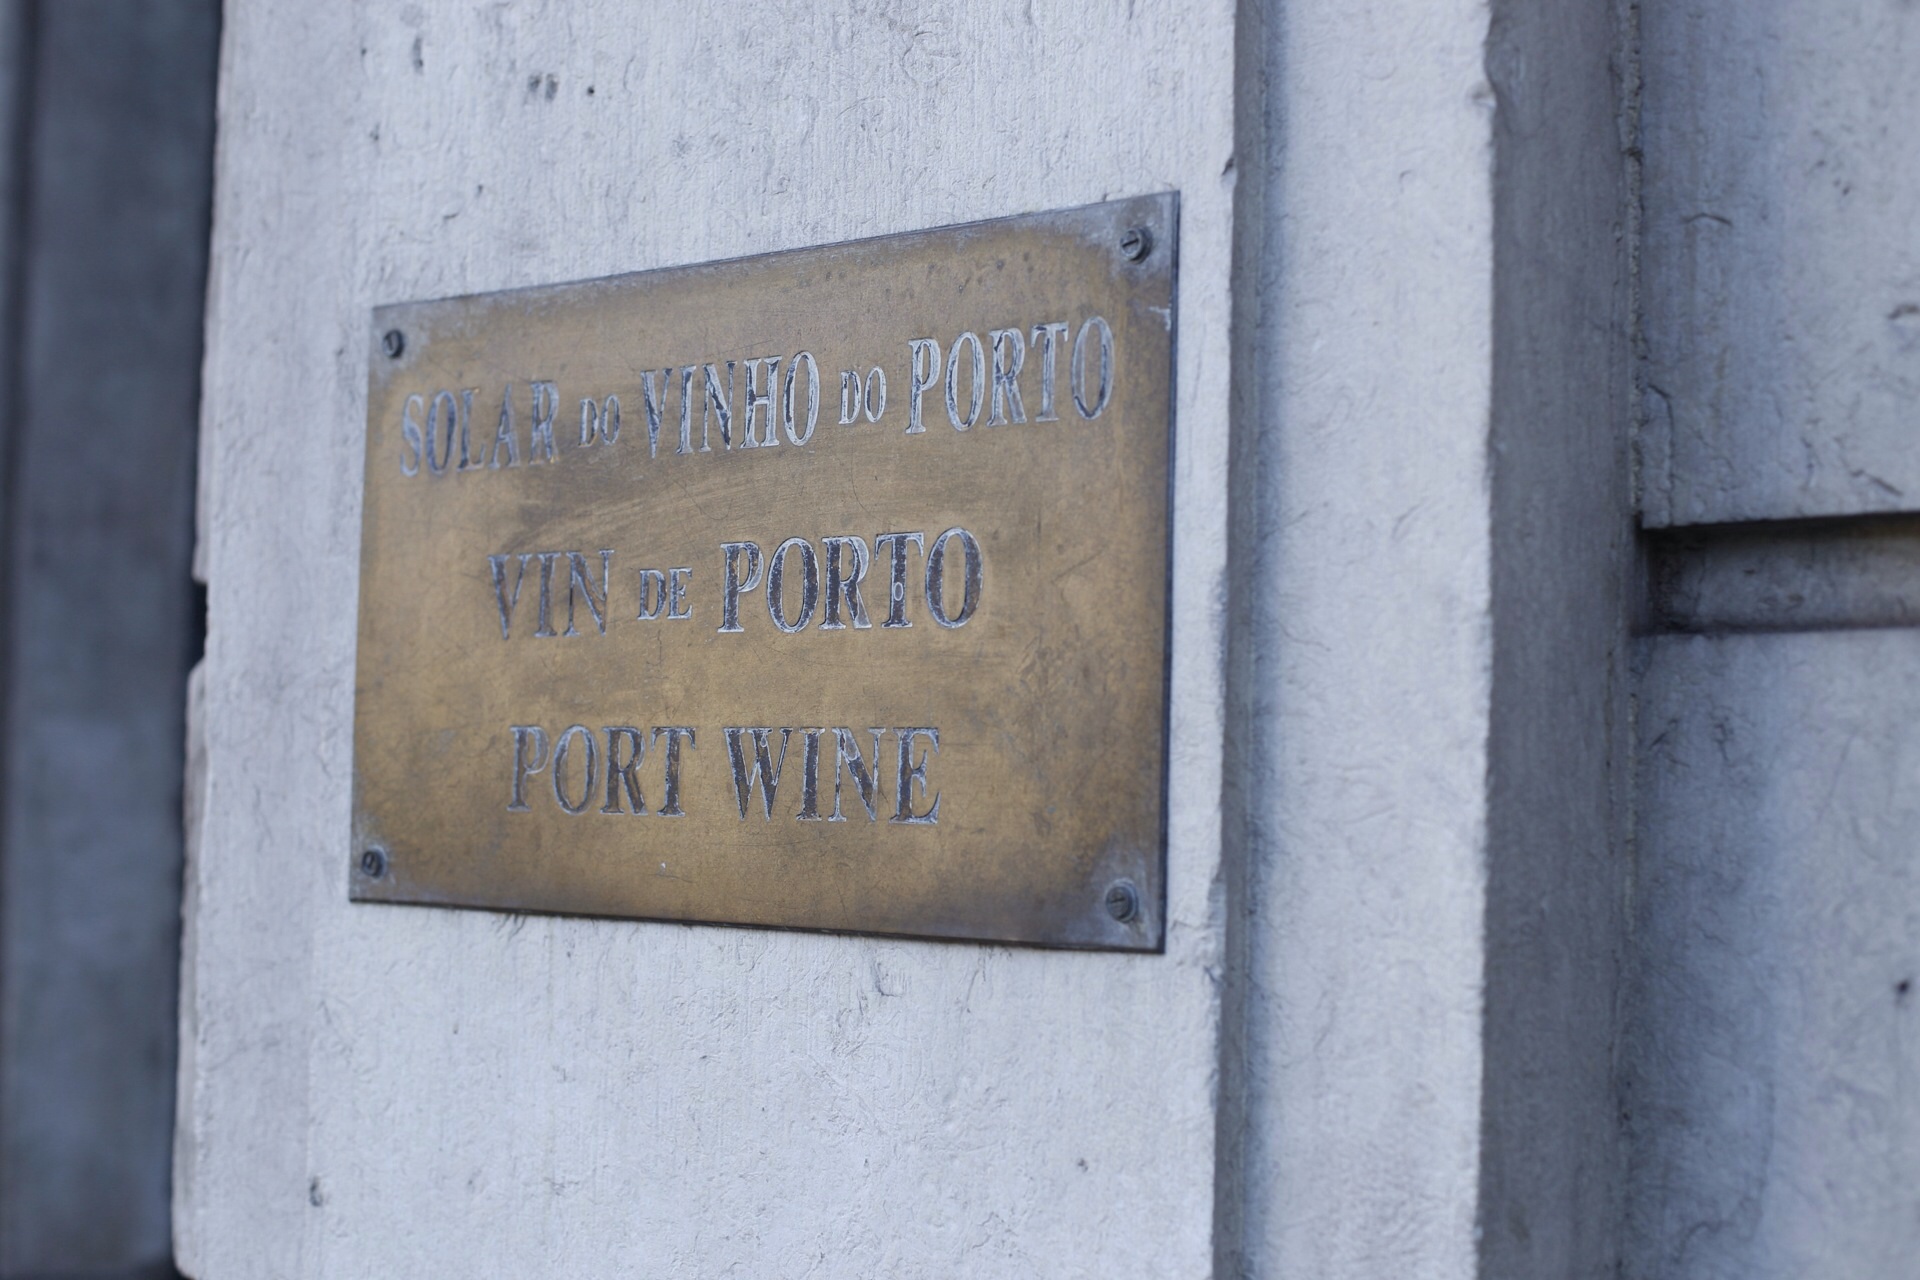 SOLAR DO VINHO DO PORTO
VIN DE PORTO
PORT WINE